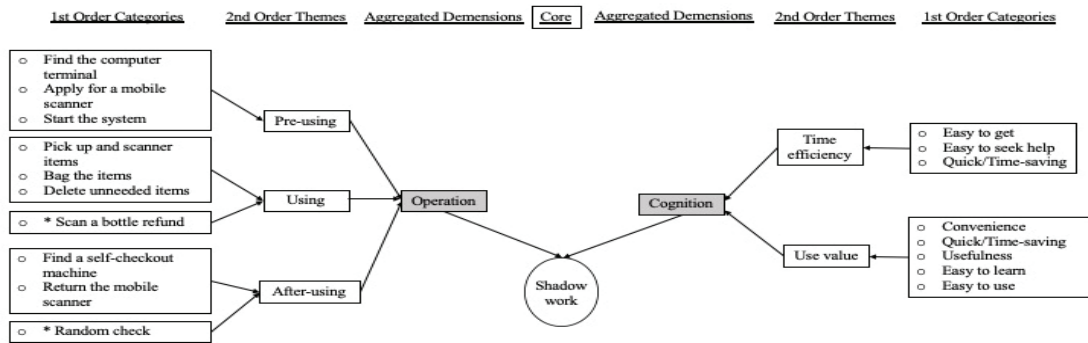 1st Order Categories 2nd Order Themes Aggregated Demensions Core Aggregated Demensions 2nd Order Themes 1st Order Categories
o Find the computer
terminal
o Apply for a mobile
scanner
o Start the system
Pre-using
o Pick up and scanner
items
o Bag the items
o Delete unneeded items
Using
o * Scan a bottle refund
o Find a self-checkout
machine
o Return the mobile
scanner
After-using
o * Random check
Operation
Shadow
work
Cognition
Time
efficiency
o Easy to get
o Easy to seek help
o Quick/Time-saving
Use value
o Convenience
o Quick/Time-saving
o Usefulness
o Easy to learn
o Easy to use